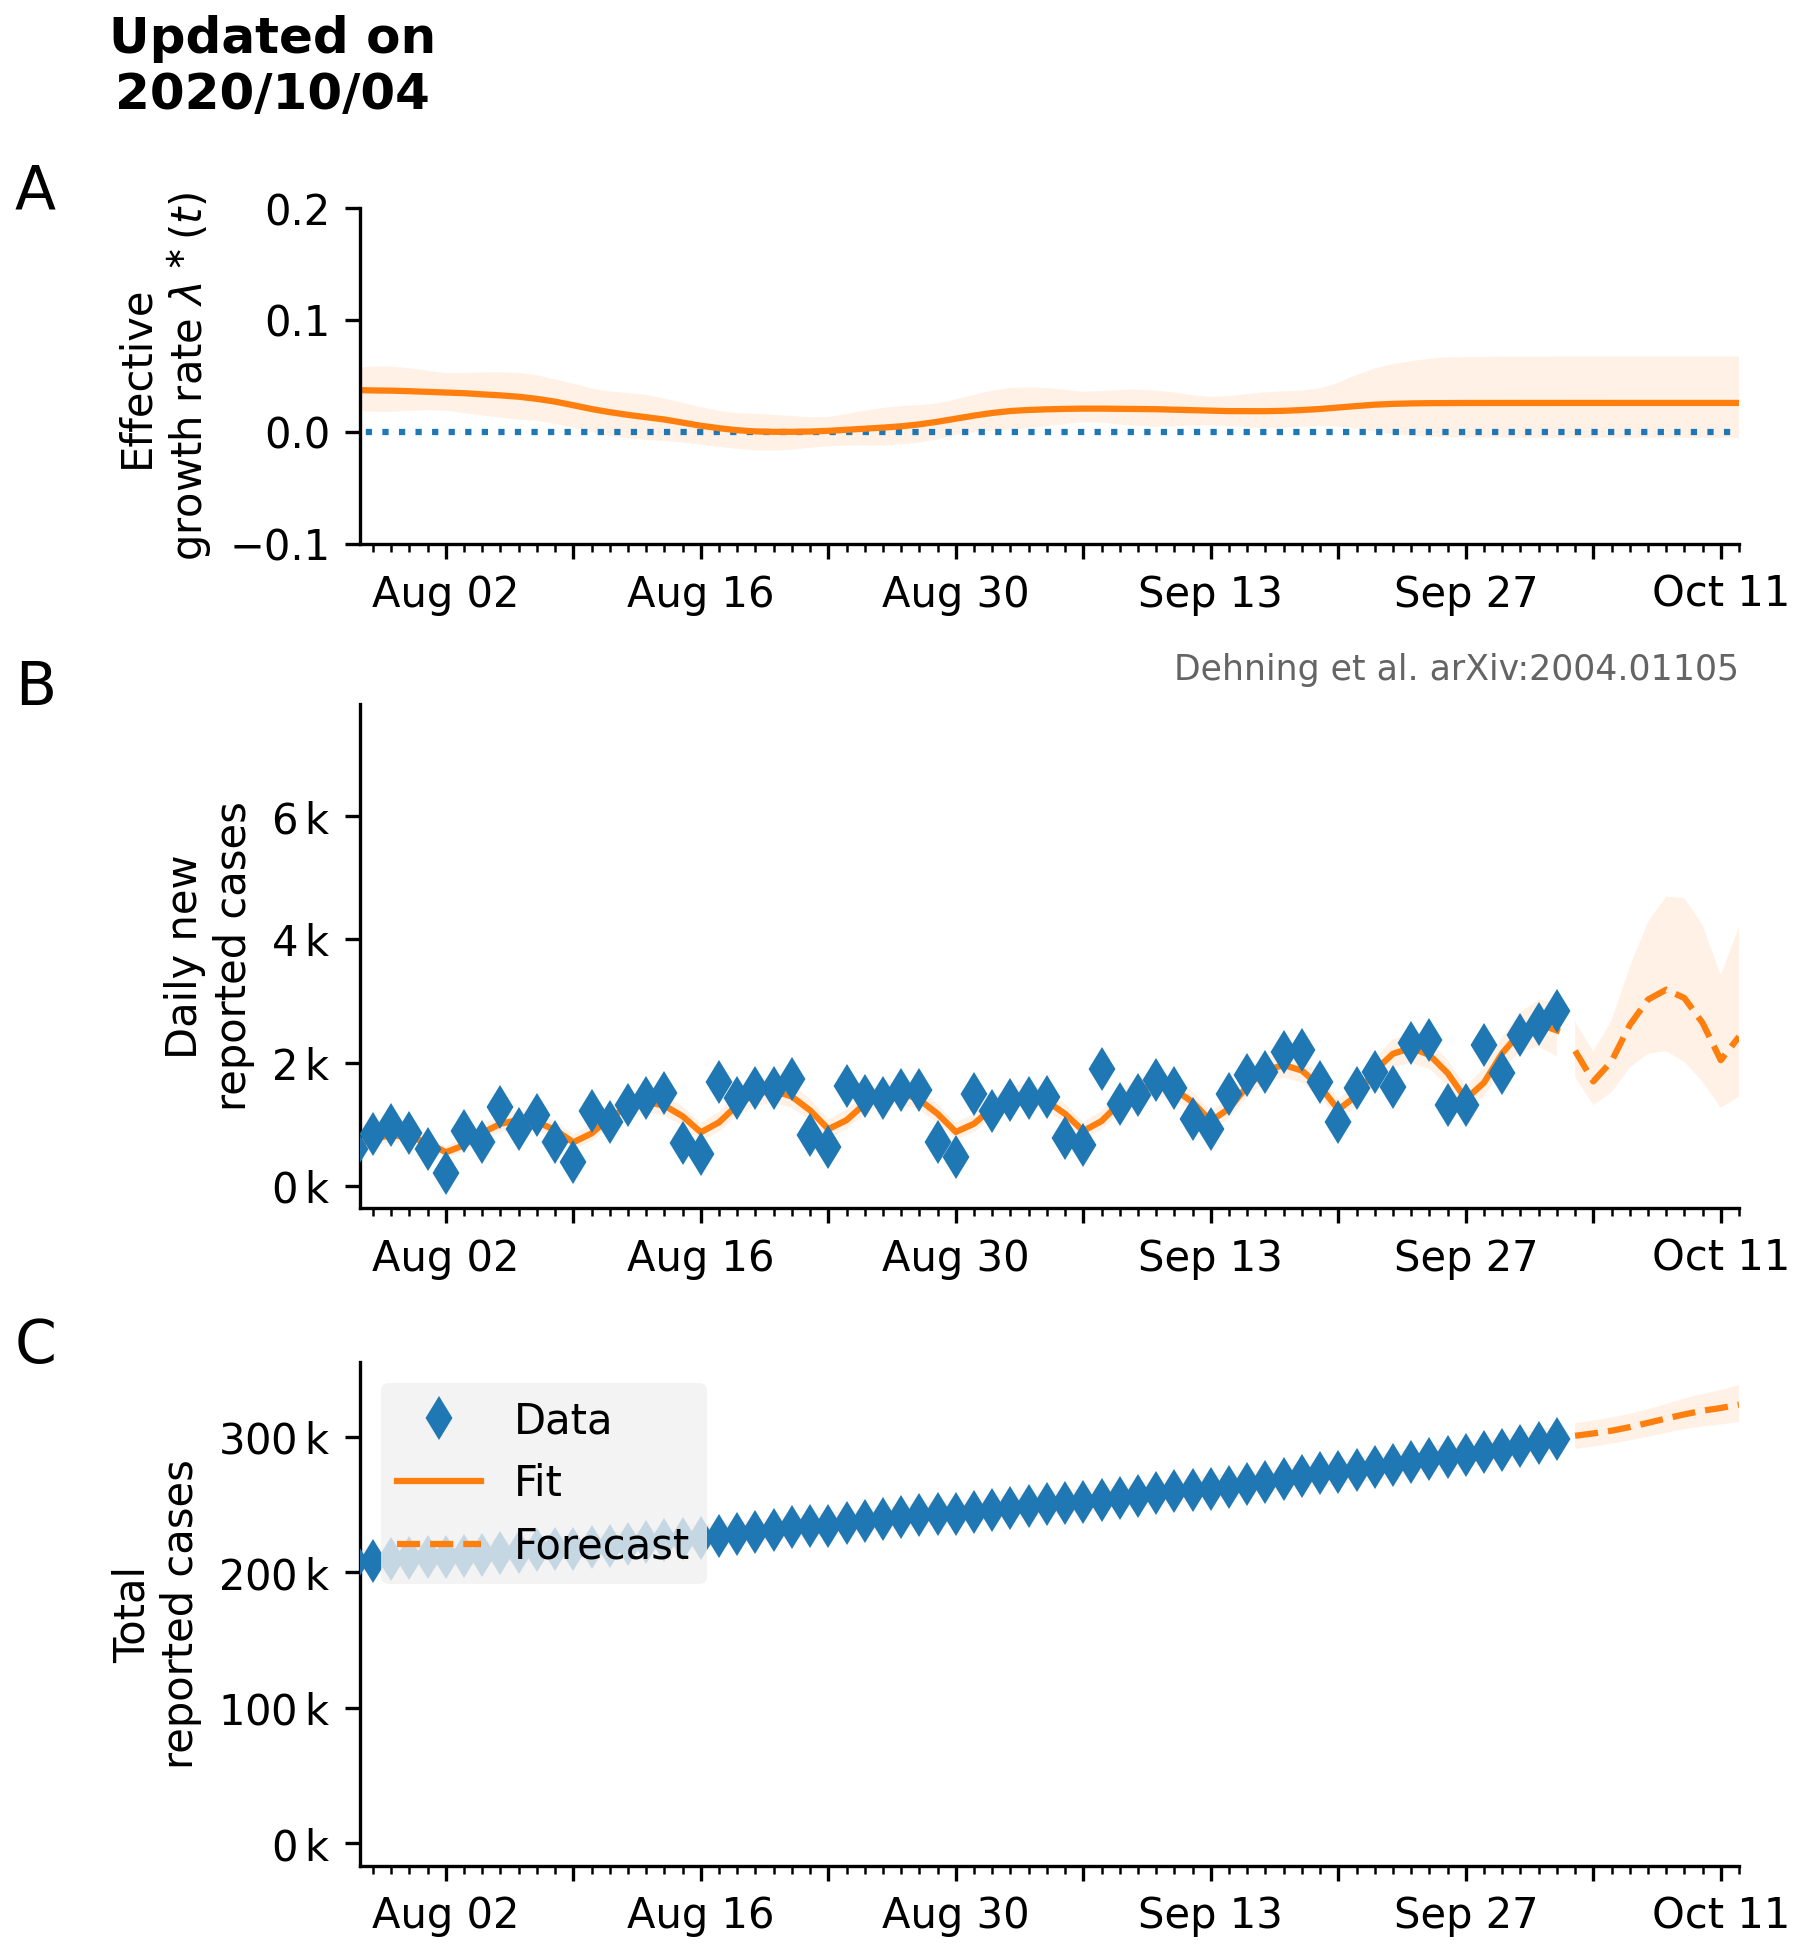 Updated on
2020/10/04
A
Effective
growth rate λ * (t)
0.2
0.1
0.0
−0.1
Aug 02
Aug 16
Aug 30
Sep 13
Sep 27
Oct 11
B
Dehning et al. arXiv:2004.01105
Daily new
reported cases
6 k
4 k
2 k
0 k
Aug 02
Aug 16
Aug 30
Sep 13
Sep 27
Oct 11
C
Total
reported cases
300 k
200 k
100 k
0 k
Data
Fit
Forecast
Aug 02
Aug 16
Aug 30
Sep 13
Sep 27
Oct 11